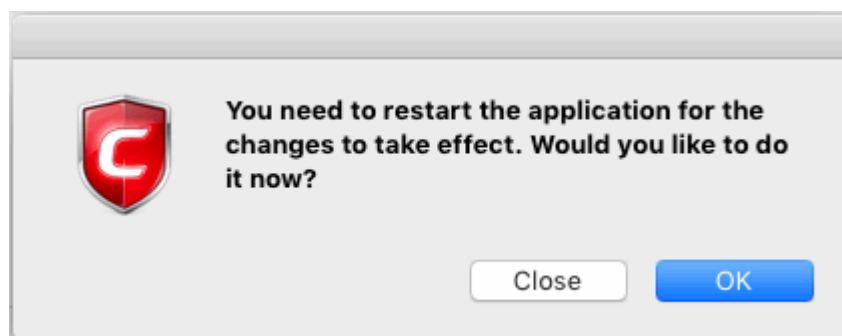 You need to restart the application for the
changes to take effect. Would you like to do
it now?
Close
OK